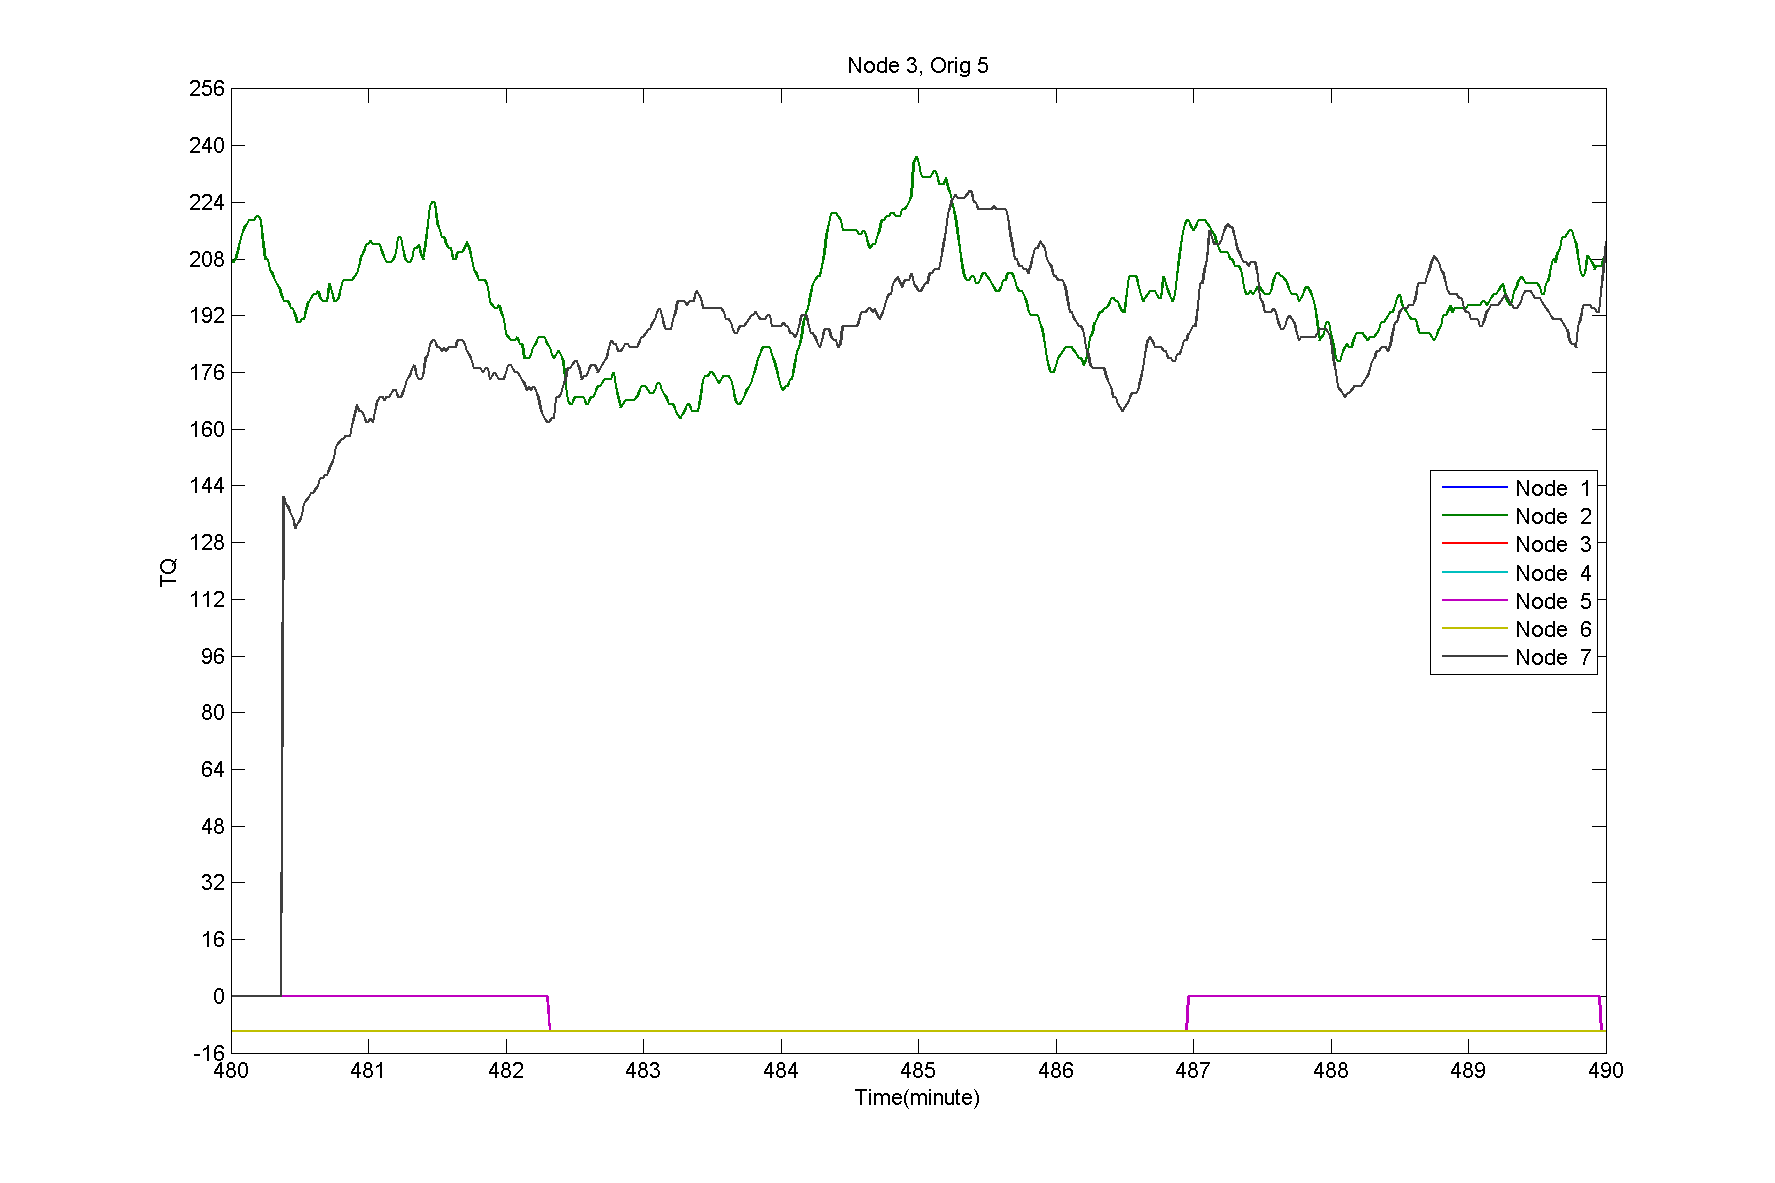 Node 3, Orig 5
256
240
224
208
192
176
160
144
128
112
96
80
64
48
32
16
0
-16
TQ
Node 1
Node 2
Node 3
Node 4
Node 5
Node 6
Node 7
480 481 482 483 484 485 486 487 488 489 490
Time(minute)